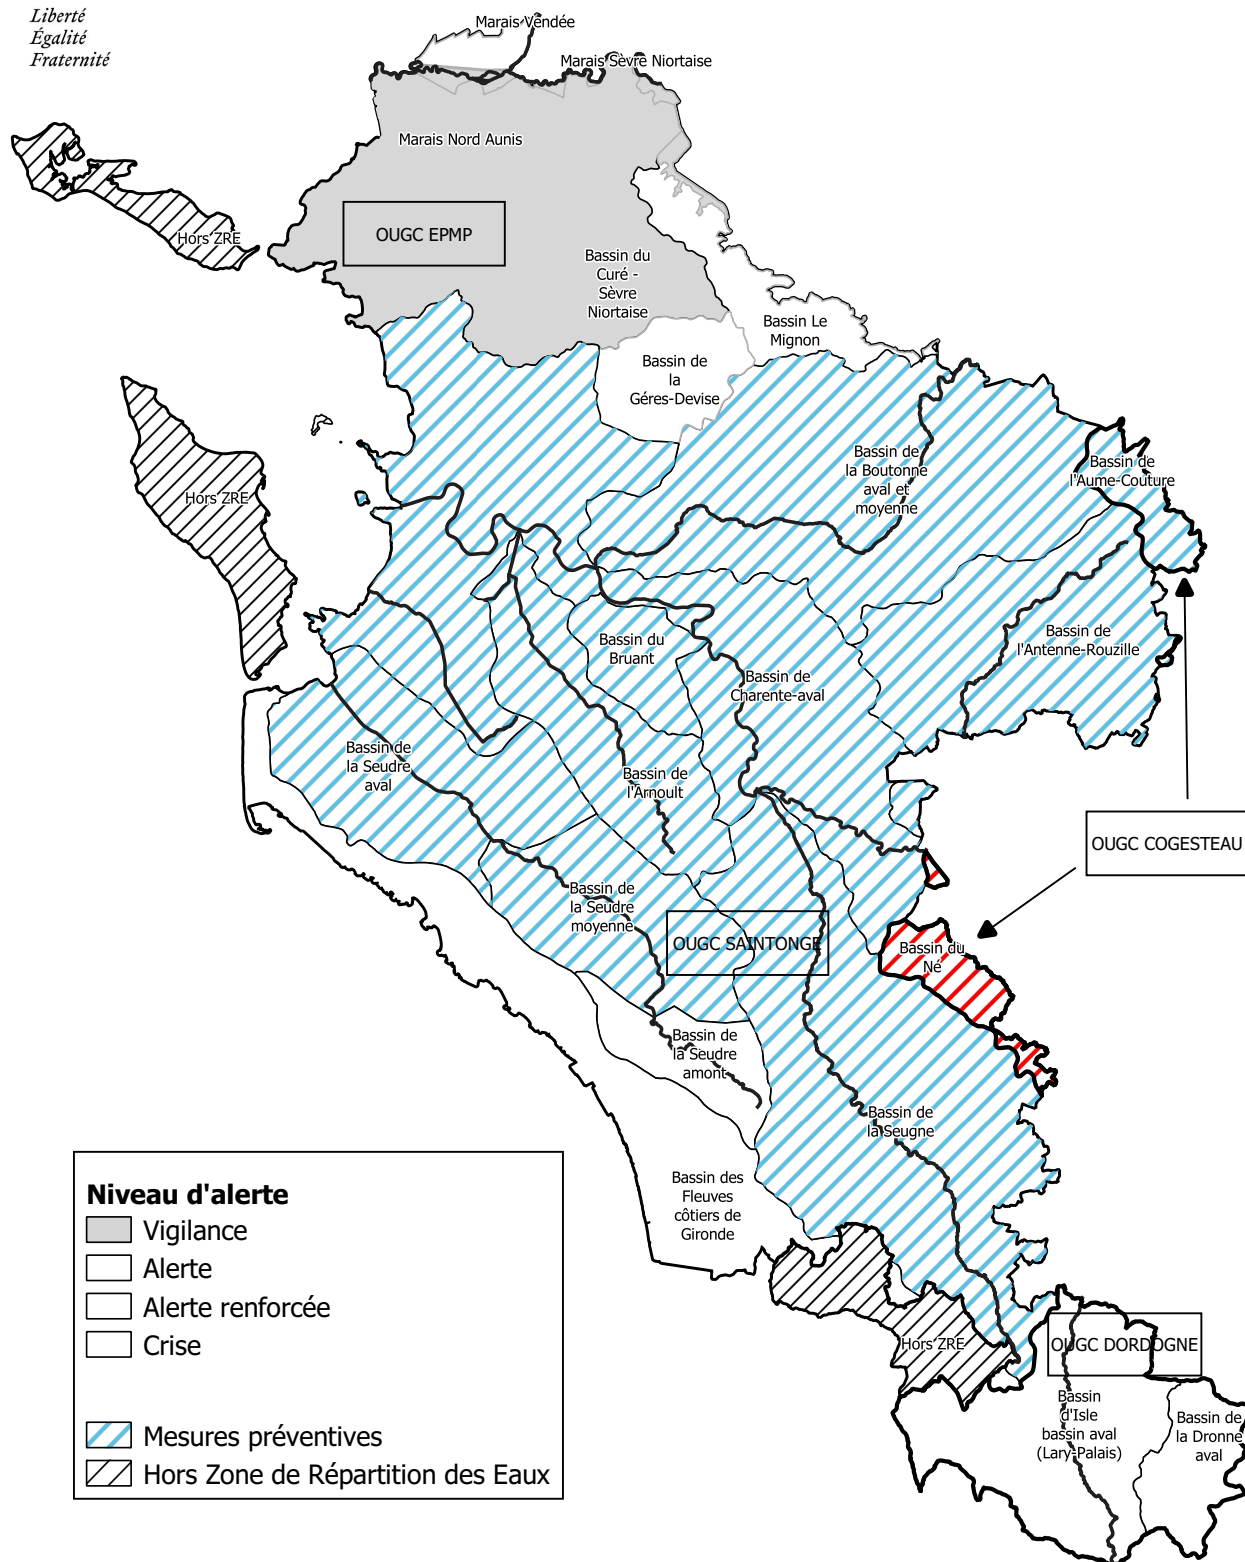 Liberté
Égalité
Fraternité
Marais Vendée
Marais Sèvre Niortaise
Marais Nord Aunis
Hors ZRE
OUGC EPMP
Bassin du
Curé -
Sèvre
Niortaise
Bassin Le
Mignon
Bassin de
la
Géres-Devise
Hors ZRE
Bassin de
la Boutonne
aval et
moyenne
Bassin de
l'Aume-Couture
Bassin du
Bruant
Bassin de
l'Antenne-Rouzille
Bassin de
Charente-aval
Bassin de
la Seudre
aval
Bassin de
l'Arnoult
OUGC COGESTEAU
Bassin de
la Seudre
moyenne
OUGC SAINTONGE
Bassin du
Né
Bassin de
la Seudre
amont
Bassin de
la Seugne
Bassin des
Fleuves
côtiers de
Gironde
Niveau d'alerte
Vigilance
Alerte
Alerte renforcée
Crise
Mesures préventives
Hors Zone de Répartition des Eaux
Hors ZRE
OUGC DORDOGNE
Bassin
d'Isle
bassin aval
(Lary-Palais)
Bassin de
la Dronne
aval